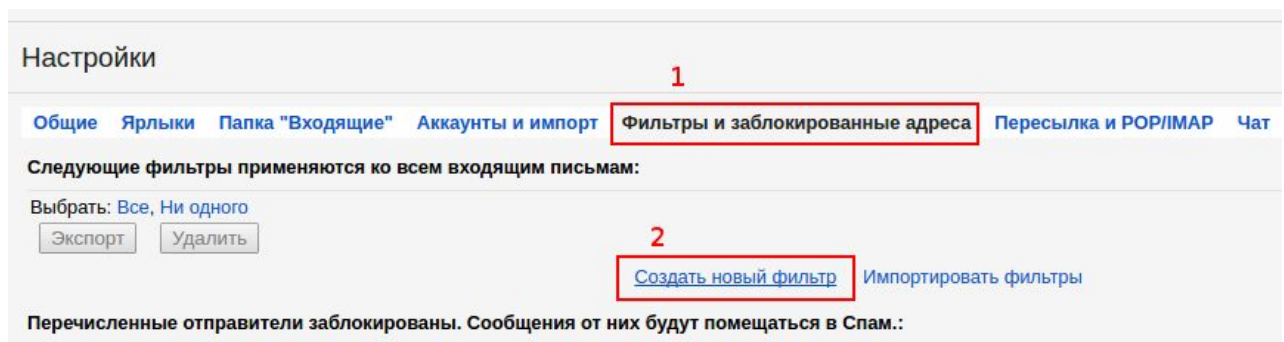 Настройки
1
Общие Ярлыки Папка "Входящие" Аккаунты и импорт Фильтры и заблокированные адреса Пересылка и POP/IMAP Чат
Следующие фильтры применяются ко всем входящим письмам:
Выбрать: Все, Ни одного
Экспорт Удалить
2
Создать новый фильтр Импортировать фильтры
Перечисленные отправители заблокированы. Сообщения от них будут помещаться в Спам.: